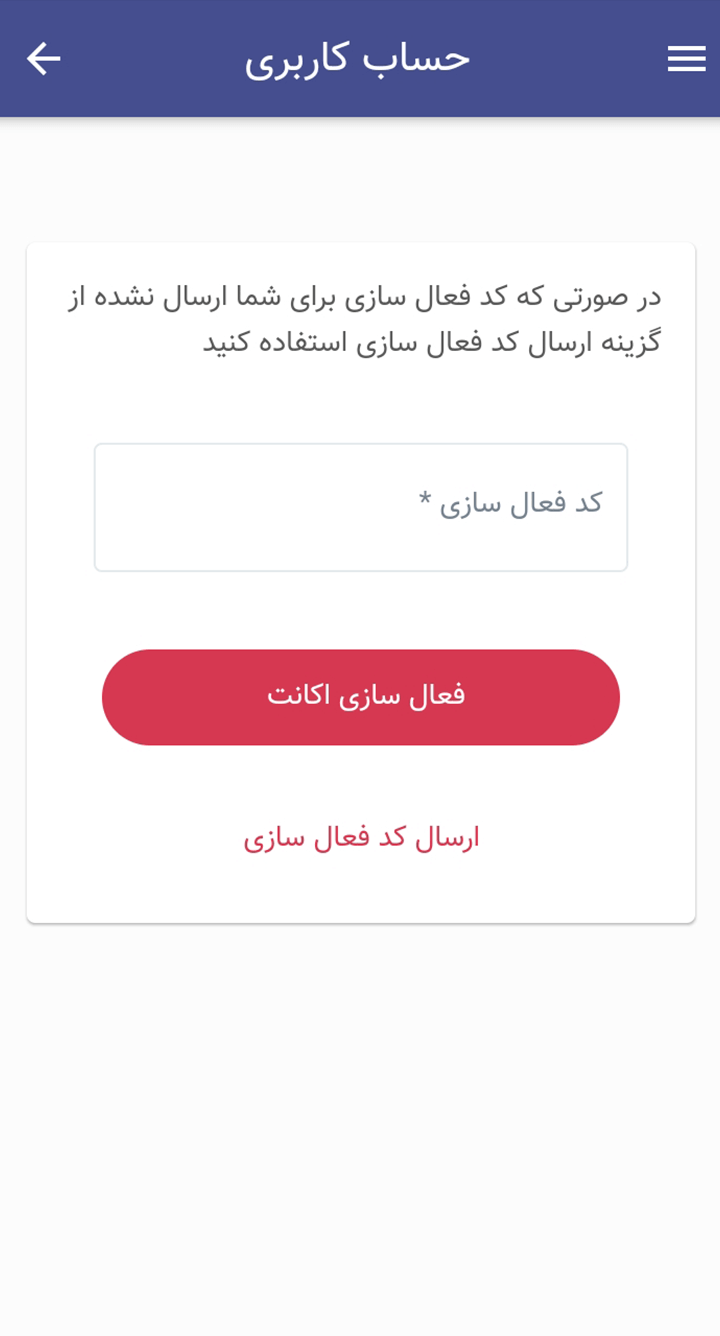 حساب کاربری
در صورتی که کد فعال سازی برای شما ارسال نشده از
گزینه ارسال کد فعال سازی استفاده کنید
کد فعال سازی *
فعال سازی اکانت
ارسال کد فعال سازی